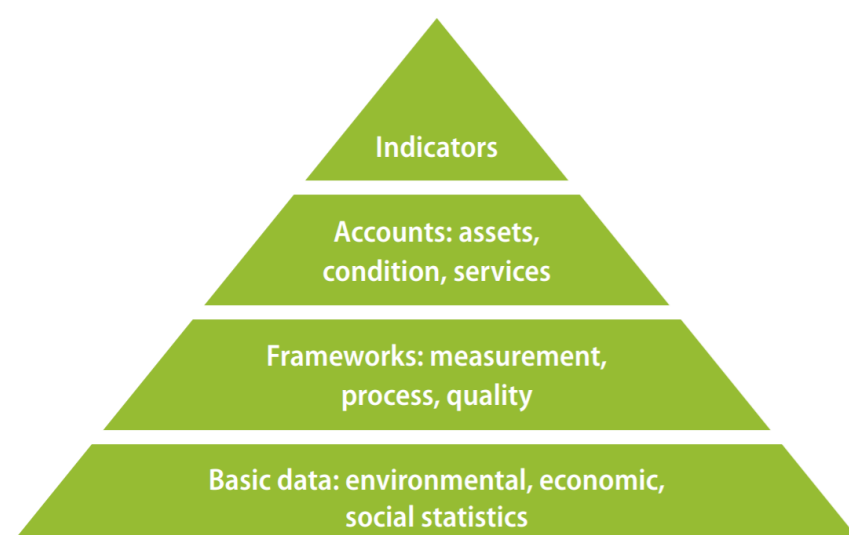 Indicators
Accounts: assets,
condition, services
Frameworks: measurement,
process, quality
Basic data: environmental, economic,
social statistics